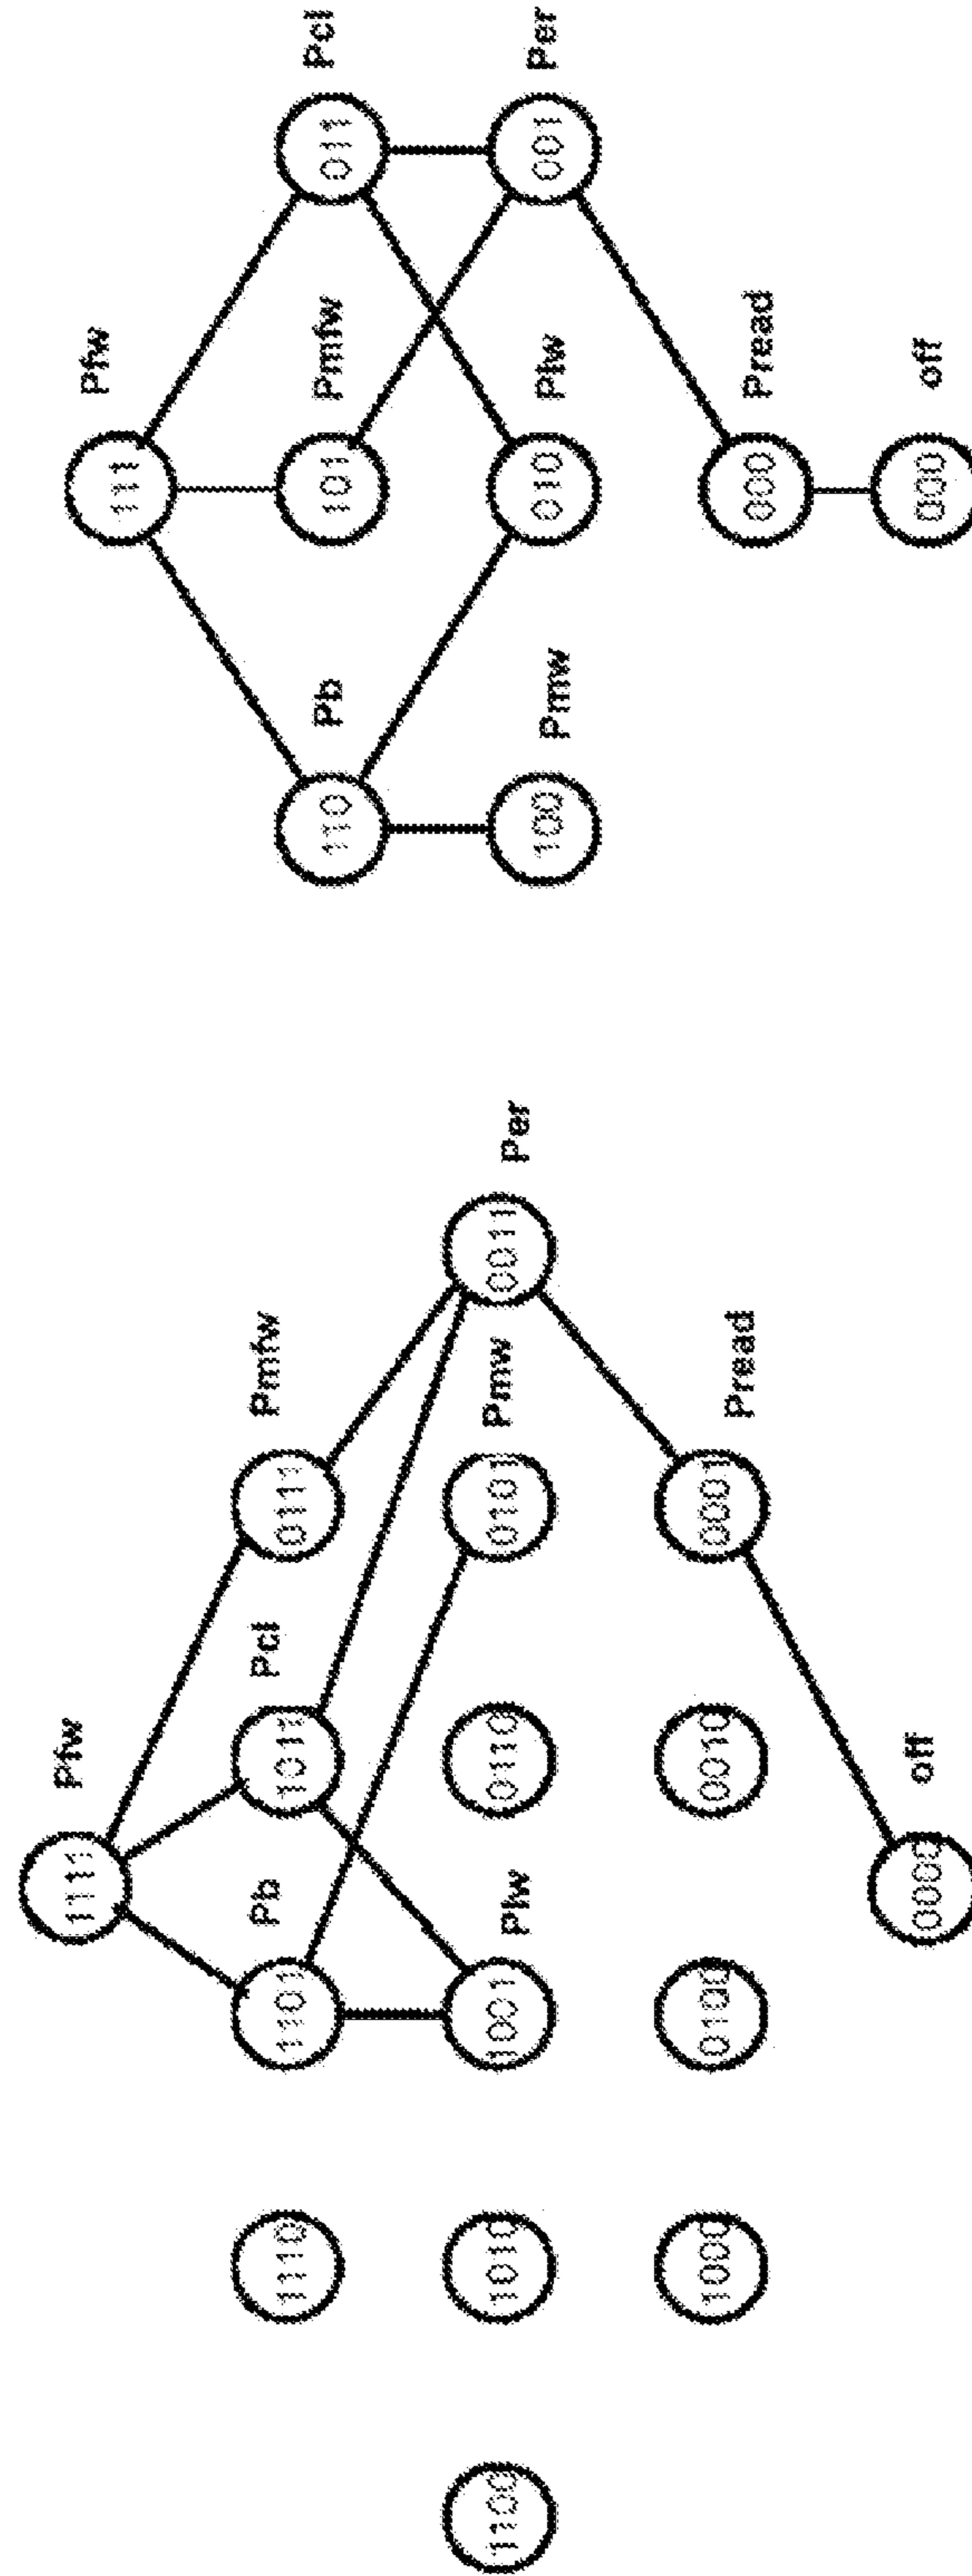 1111 Pfw
1110 1101 Pb 1011 Pcl 0111 Pmfw
1100 1010 1001 Plw 0110 0101 Pmw 0011 Per
1000 0100 0010 0001 Pread
0000 off
111 Pfw
110 Pb 101 Pmfw 011 Pcl
100 Pmw 010 Plw 001 Per
000 Pread
000 off